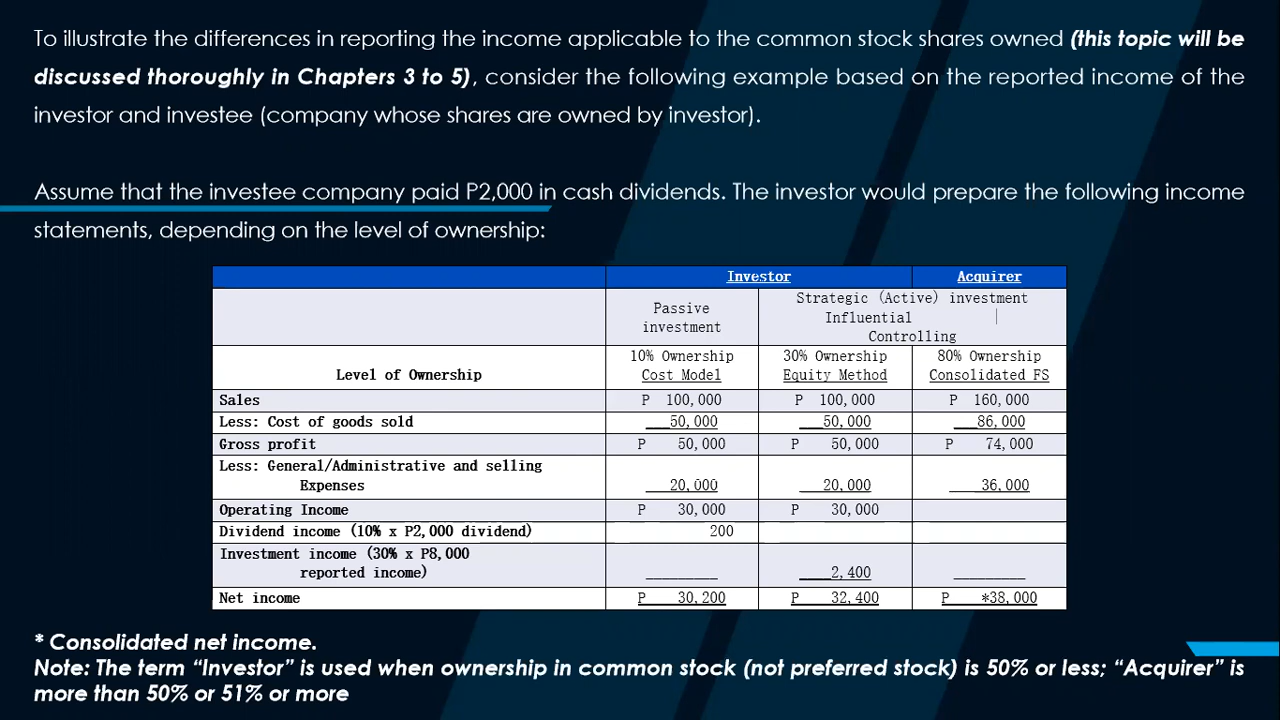 To illustrate the differences in reporting the income applicable to the common stock shares owned (this topic will be
discussed thoroughly in Chapters 3 to 5), consider the following example based on the reported income of the
investor and investee (company whose shares are owned by investor).
Assume that the investee company paid P2,000 in cash dividends. The investor would prepare the following income
statements, depending on the level of ownership:
Investor Acquirer
Passive investment Strategic (Active) investment
Influential
Controlling
Level of Ownership 10% Ownership Cost Model 30% Ownership Equity Method 80% Ownership Consolidated FS
Sales P 100,000 P 100,000 P 160,000
Less: Cost of goods sold 50,000 50,000 86,000
Gross profit P 50,000 P 50,000 P 74,000
Less: General/Administrative and selling
Expenses 20,000 20,000 36,000
Operating Income P 30,000 P 30,000
Dividend income (10% x P2,000 dividend) 200
Investment income (30% x P8,000
reported income) 2,400
Net income P 30,200 P 32,400 P *38,000
* Consolidated net income.
Note: The term “Investor” is used when ownership in common stock (not preferred stock) is 50% or less; “Acquirer” is
more than 50% or 51% or more